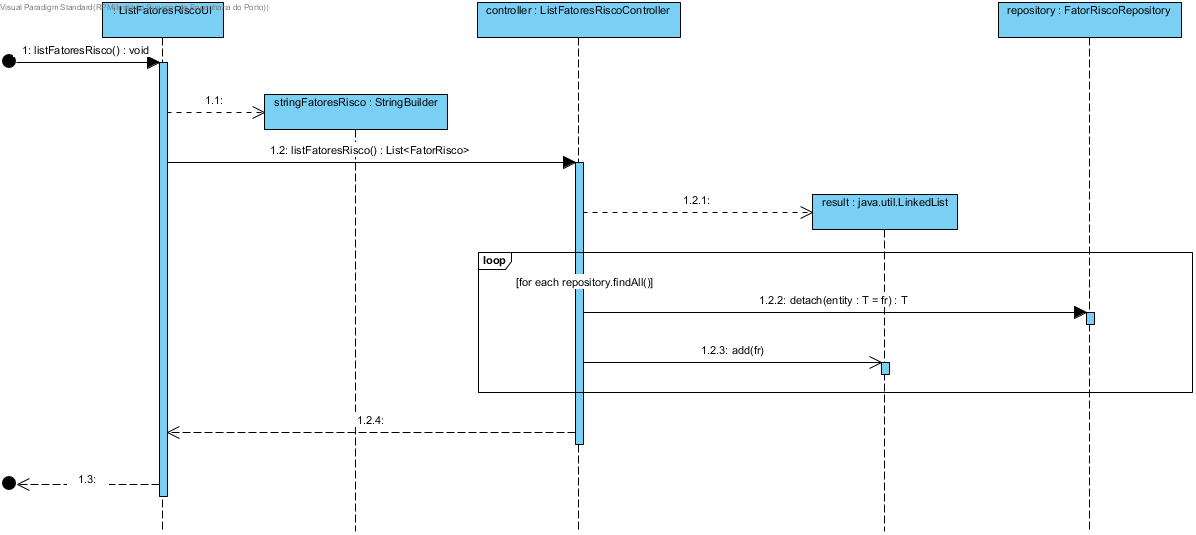 Visual Paradigm Standard
do Porto))
: ListFatoresRiscoUI
controller : ListFatoresRiscoController
repository : FatorRiscoRepository
1: listFatoresRisco() : void
1.1:
stringFatoresRisco : StringBuilder
1.2: listFatoresRisco() : List<FatorRisco>
1.2.1:
result : java.util.LinkedList
loop
[for each repository.findAll()]
1.2.2: detach(entity : T = fr) : T
1.2.3: add(fr)
1.2.4:
1.3: